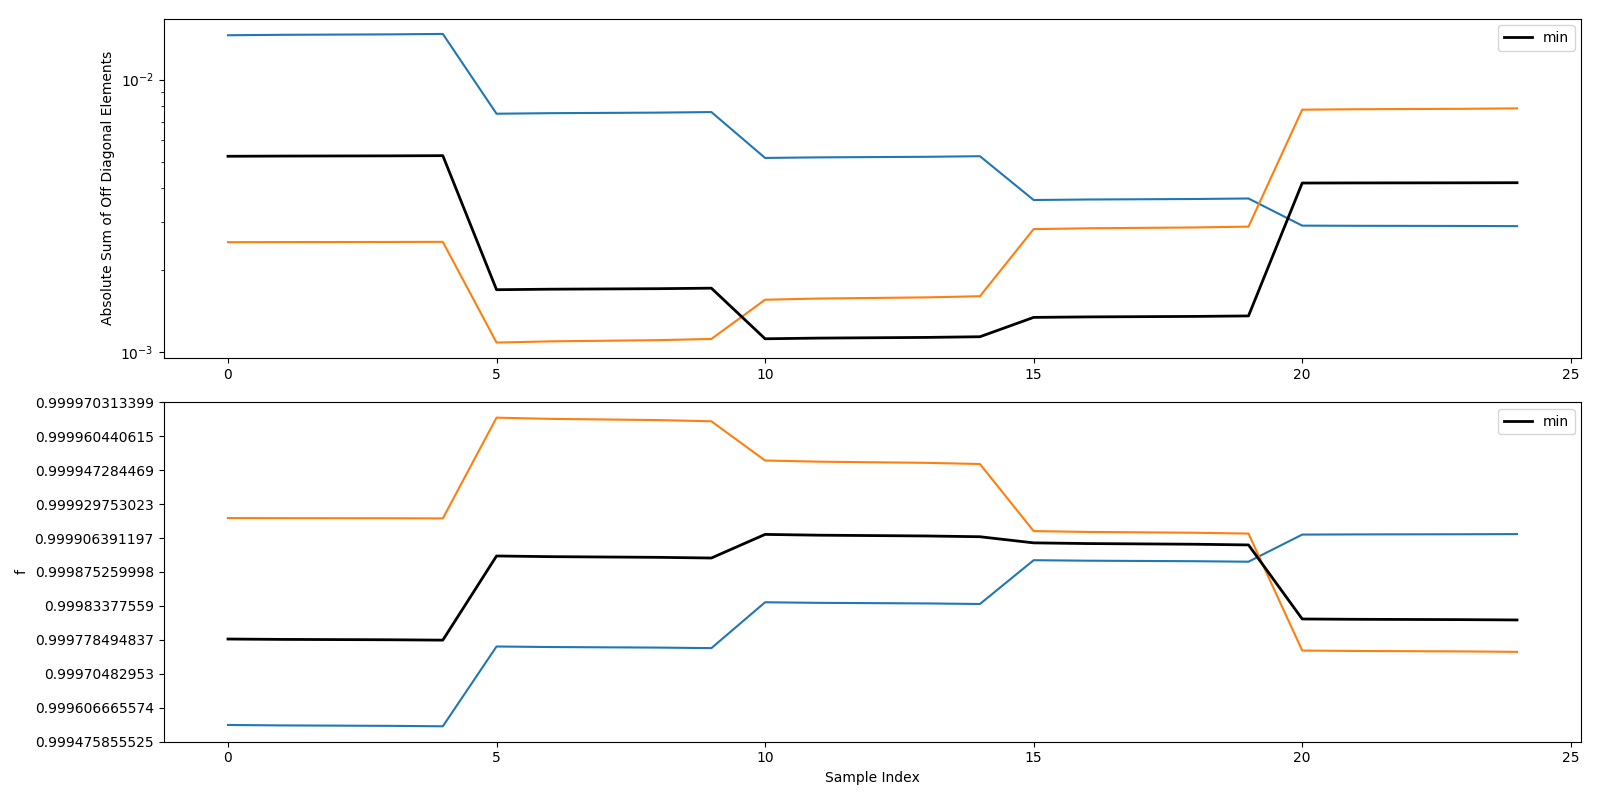 Absolute Sum of Off Diagonal Elements
10⁻²
10⁻³
min
0 5 10 15 20 25
f
0.999970313399
0.999960440615
0.999947284469
0.999929753023
0.999906391197
0.999875259998
0.99983377559
0.999778494837
0.99970482953
0.999606665574
0.999475855525
min
0 5 10 15 20 25
Sample Index